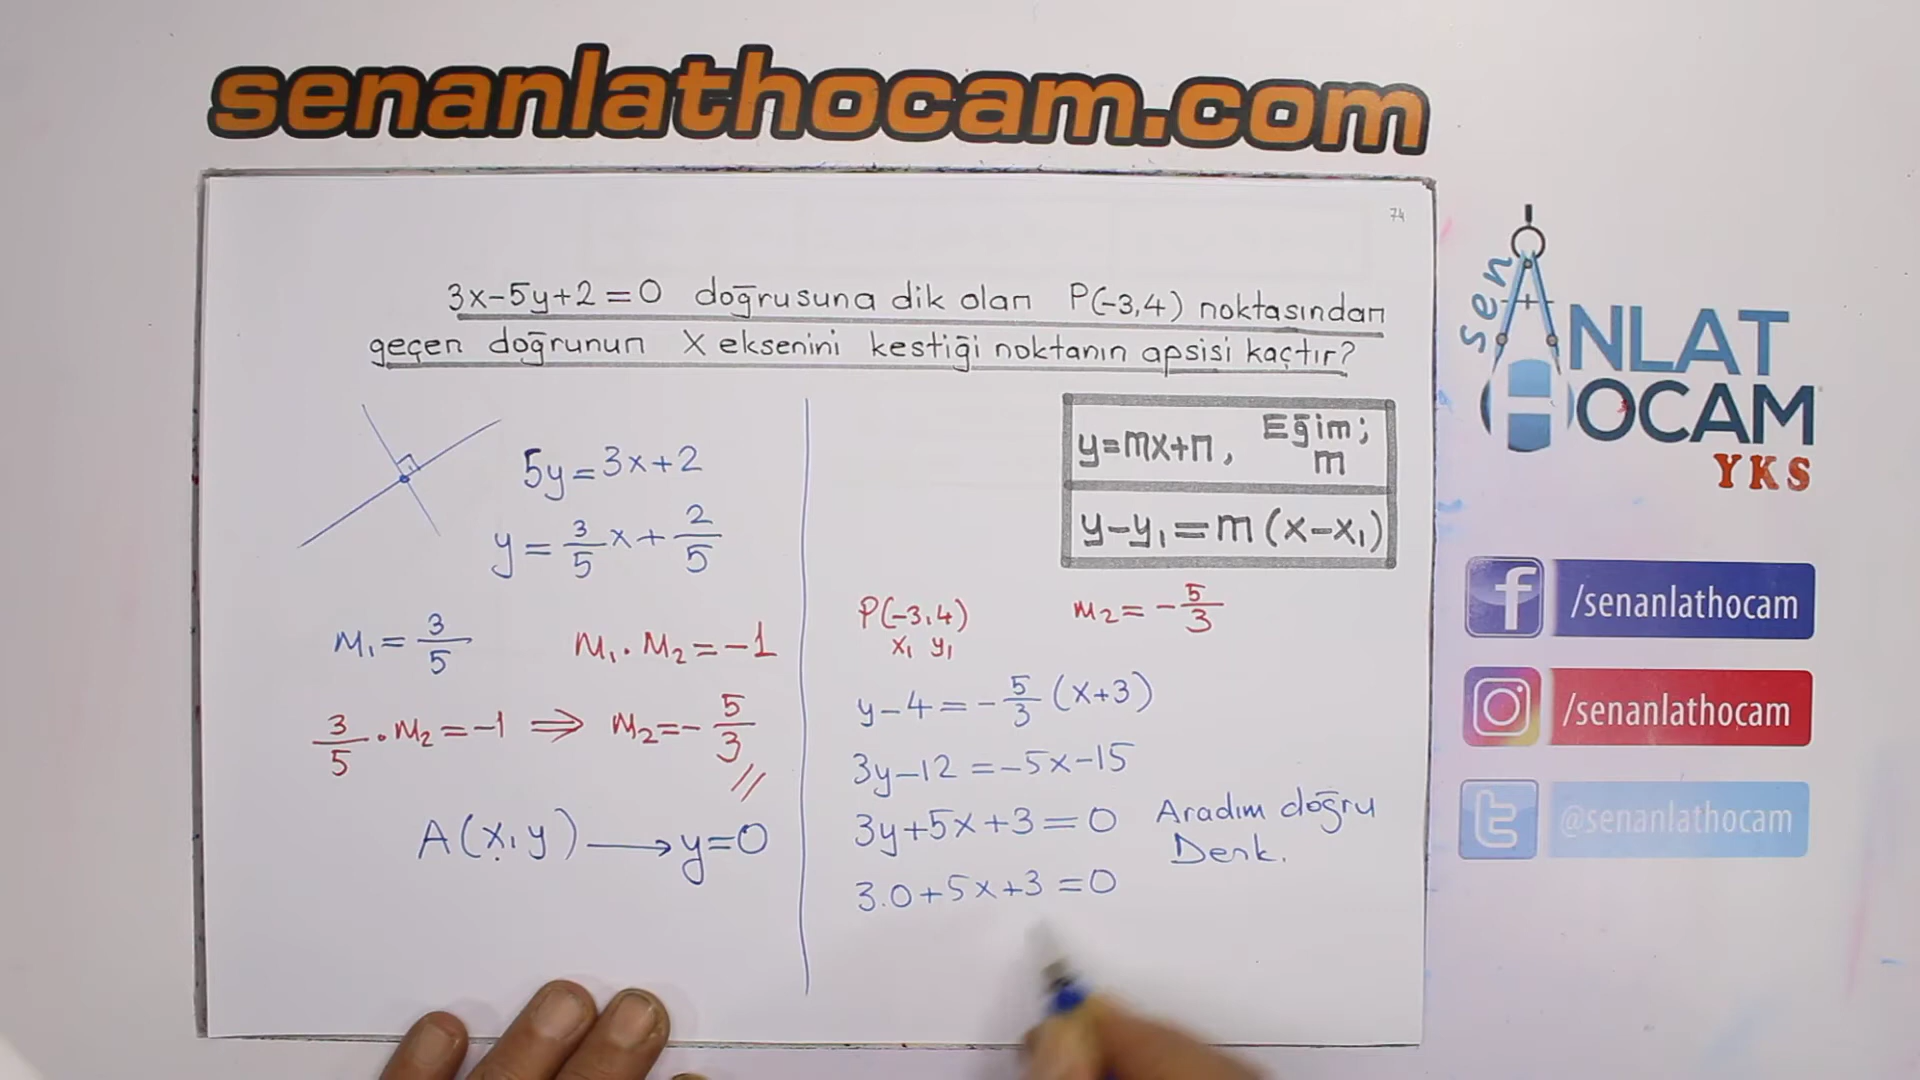 senanlathocam.com
74
3x-5y+2=0 doğrusuna dik olan P(-3,4) noktasından
geçen doğrunun X eksenini kestiği noktanın apsisi kaçtır?
5y=3x+2
y=3/5x+2/5
m₁=3/5
m₁.m₂=-1
3/5.m₂=-1⇒m₂=-5/3//
A(x,y)→y=0
y=mx+n, Eğim;
m
y-y₁=m(x-x₁)
P(-3,4)
x₁ y₁
m₂=-5/3
y-4=-5/3(x+3)
3y-12=-5x-15
3y+5x+3=0 Aradım doğru
Denk.
3.0+5x+3=0
sen
ANLAT
HOCAM
YKS
f /senanlathocam
/senanlathocam
t @senanlathocam